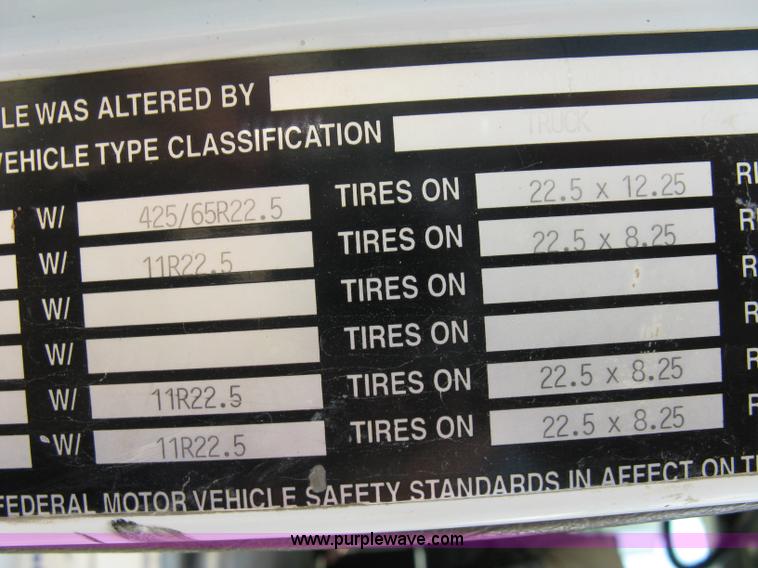 LE WAS ALTERED BY
VEHICLE TYPE CLASSIFICATION TRUCK
W/ 425/65R22.5 TIRES ON 22.5 x 12.25 RI
W/ 11R22.5 TIRES ON 22.5 x 8.25 R
W/ TIRES ON R
W/ TIRES ON R
W/ 11R22.5 TIRES ON 22.5 x 8.25 R
W/ 11R22.5 TIRES ON 22.5 x 8.25
FEDERAL MOTOR VEHICLE SAFETY STANDARDS IN AFFECT ON T
www.purplewave.com